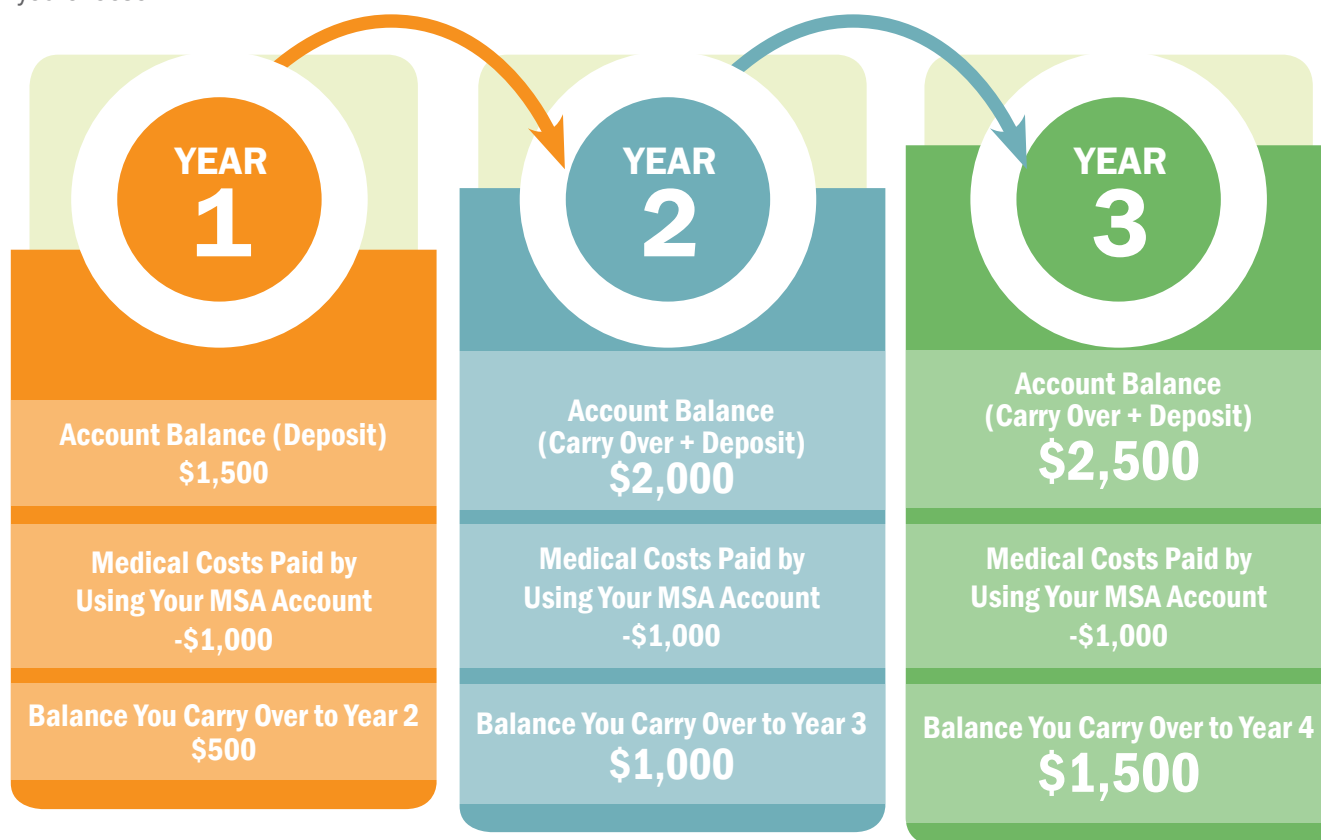 YEAR
1
Account Balance (Deposit)
$1,500
Medical Costs Paid by
Using Your MSA Account
-$1,000
Balance You Carry Over to Year 2
$500
YEAR
2
Account Balance
(Carry Over + Deposit)
$2,000
Medical Costs Paid by
Using Your MSA Account
-$1,000
Balance You Carry Over to Year 3
$1,000
YEAR
3
Account Balance
(Carry Over + Deposit)
$2,500
Medical Costs Paid by
Using Your MSA Account
-$1,000
Balance You Carry Over to Year 4
$1,500